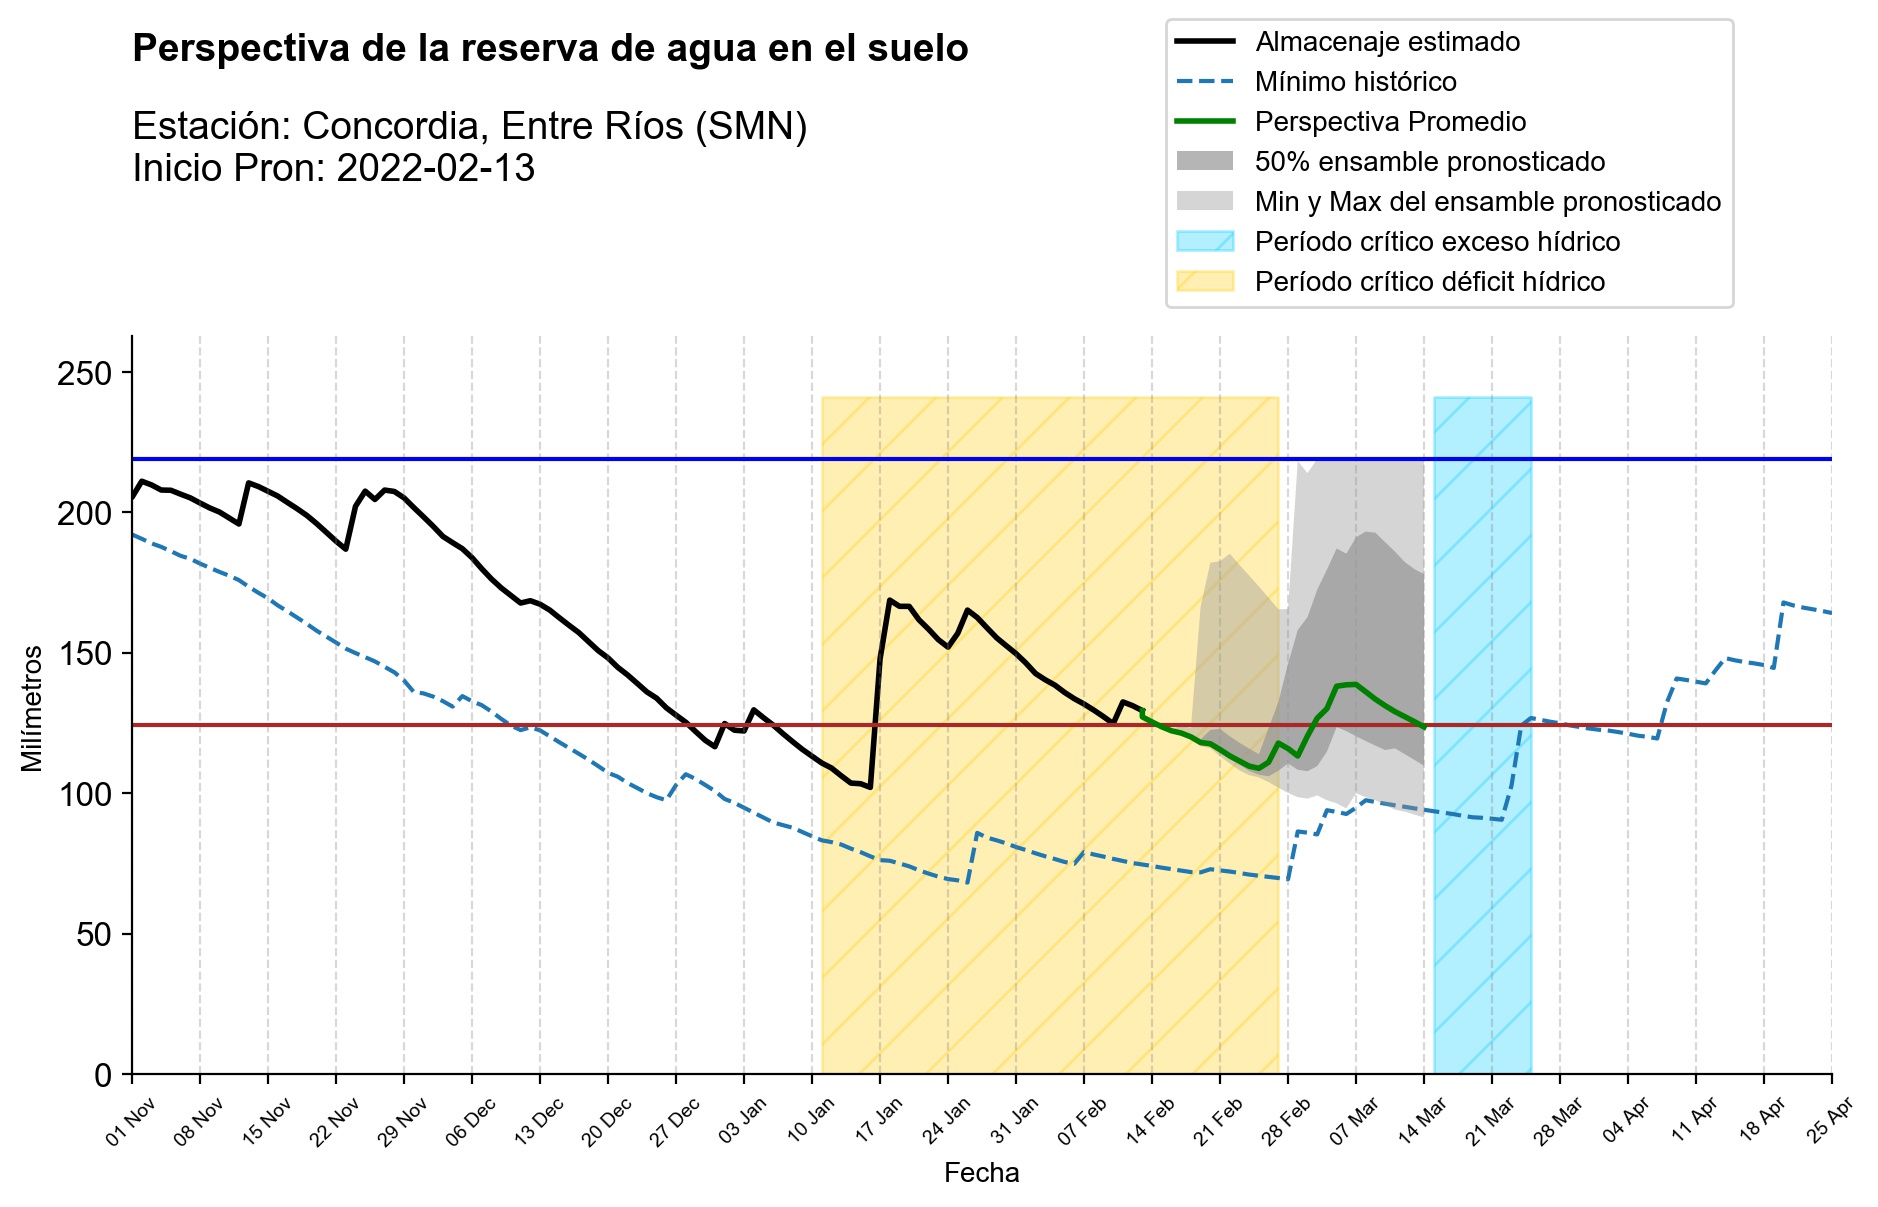 Perspectiva de la reserva de agua en el suelo
Estación: Concordia, Entre Ríos (SMN)
Inicio Pron: 2022-02-13
Almacenaje estimado
Mínimo histórico
Perspectiva Promedio
50% ensamble pronosticado
Min y Max del ensamble pronosticado
Período crítico exceso hídrico
Período crítico déficit hídrico
250
200
150
100
50
0
Milímetros
01 Nov
08 Nov
15 Nov
22 Nov
29 Nov
06 Dec
13 Dec
20 Dec
27 Dec
03 Jan
10 Jan
17 Jan
24 Jan
31 Jan
07 Feb
14 Feb
21 Feb
28 Feb
07 Mar
14 Mar
21 Mar
28 Mar
04 Apr
11 Apr
18 Apr
25 Apr
Fecha